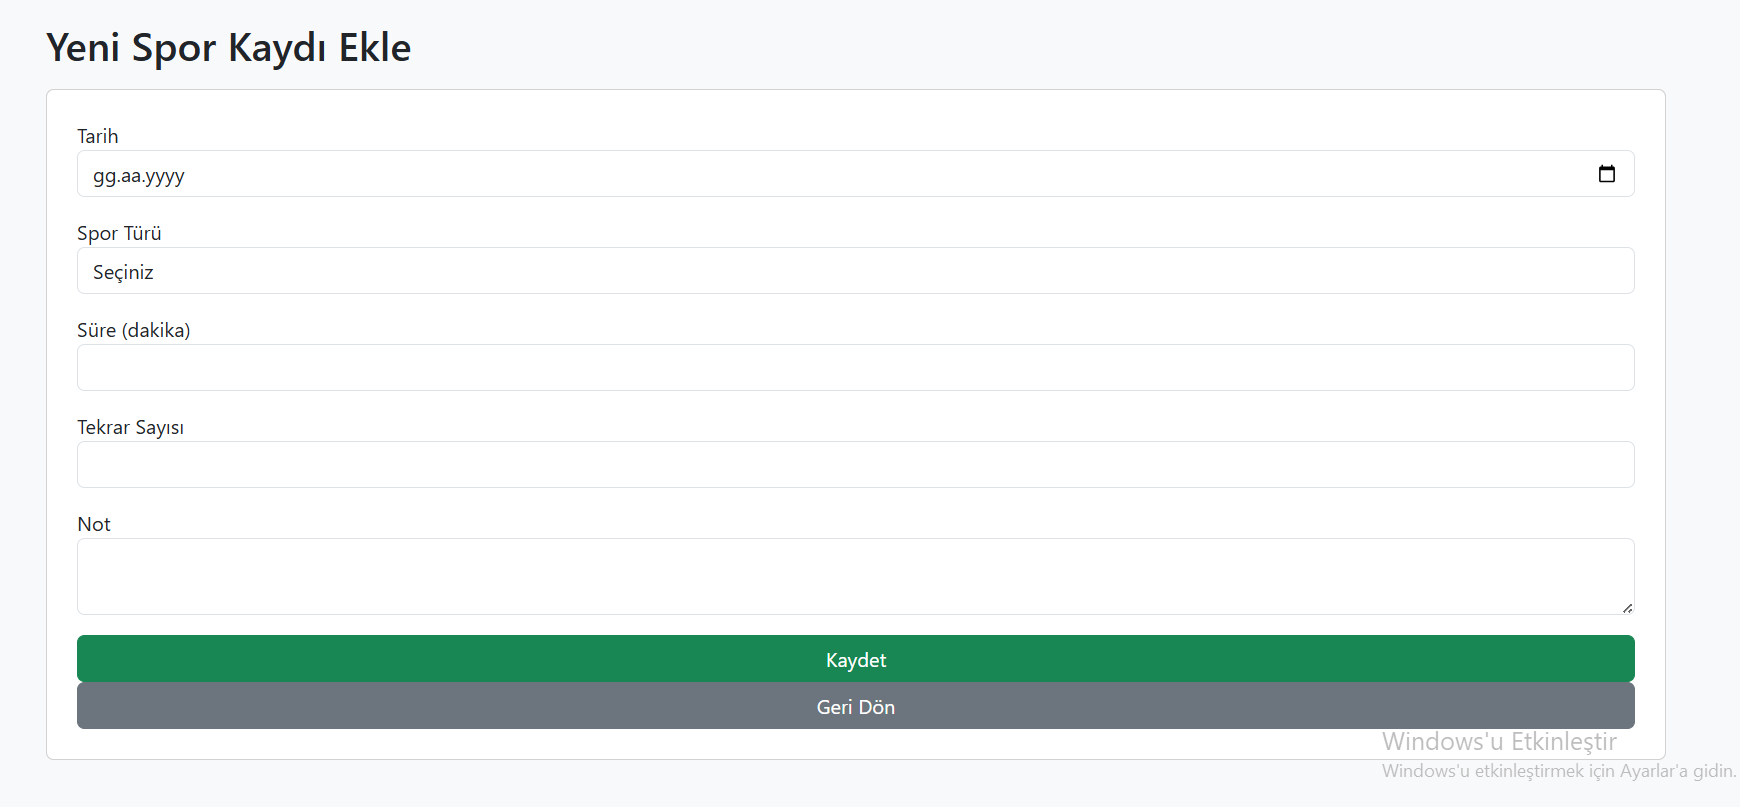 Yeni Spor Kaydı Ekle
Tarih
gg.aa.yyyy
Spor Türü
Seçiniz
Süre (dakika)
Tekrar Sayısı
Not
Kaydet
Geri Dön
Windows'u Etkinleştir
Windows'u etkinleştirmek için Ayarlar'a gidin.